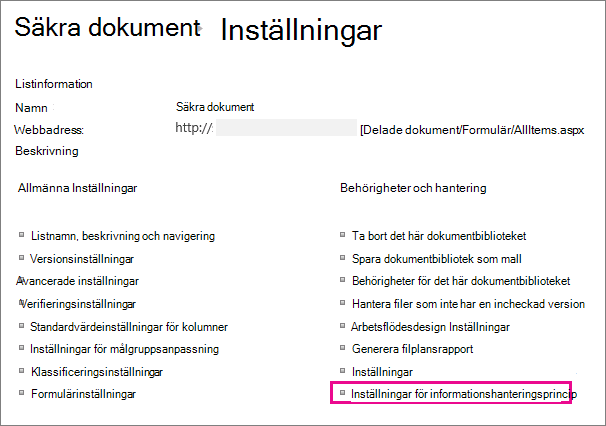 Säkra dokument Inställningar
Listinformation
Namn Säkra dokument
Webbadress: http:/: [Delade dokument/Formulär/AllItems.aspx
Beskrivning
Allmänna Inställningar
Listnamn, beskrivning och navigering
Versionsinställningar
Avancerade inställningar
Verifieringsinställningar
Standardvärdeinställningar för kolumner
Inställningar för målgruppsanpassning
Klassificeringsinställningar
Formulärinställningar
Behörigheter och hantering
Ta bort det här dokumentbiblioteket
Spara dokumentbibliotek som mall
Behörigheter för det här dokumentbiblioteket
Hantera filer som inte har en incheckad version
Arbetsflödesdesign Inställningar
Generera filplansrapport
Inställningar
Inställningar för informationshanteringsprincip